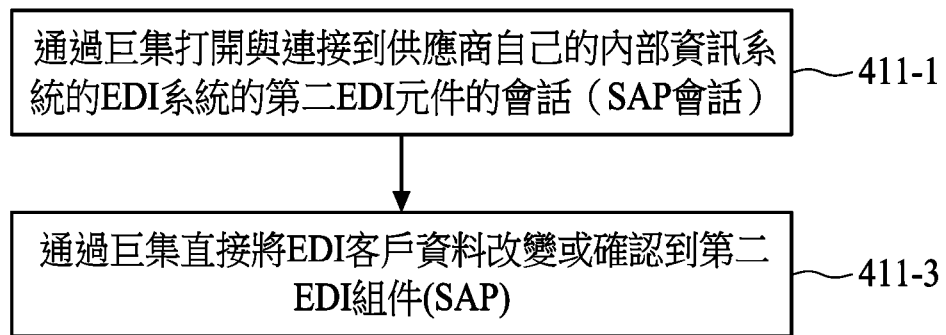 通過巨集打開與連接到供應商自己的內部資訊系
統的EDI系統的第二EDI元件的會話（SAP會話）
411-1
通過巨集直接將EDI客戶資料改變或確認到第二
EDI組件(SAP)
411-3